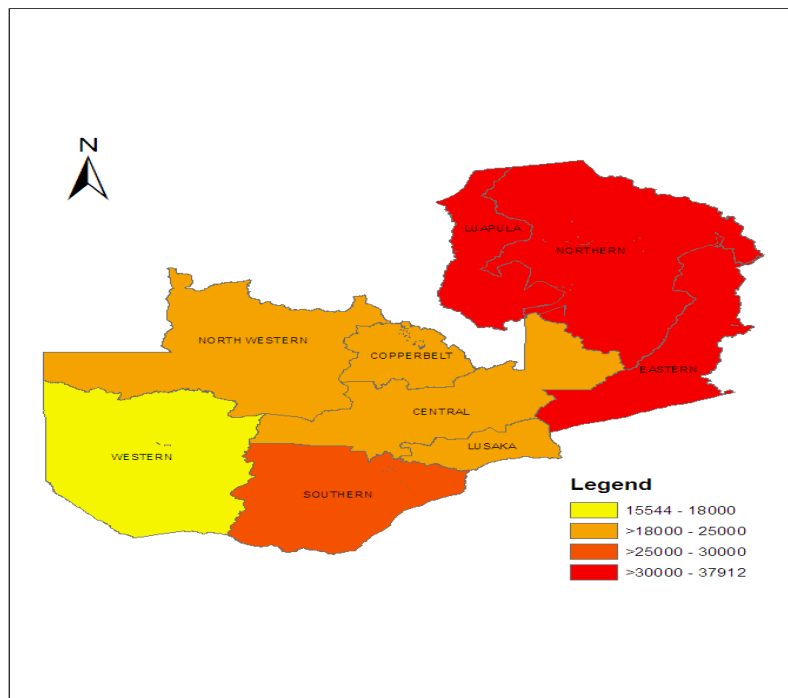 N
LUAPULA
NORTHERN
NORTH WESTERN
COPPERBELT
EASTERN
CENTRAL
LUSAKA
WESTERN
SOUTHERN
Legend
15544 - 18000
>18000 - 25000
>25000 - 30000
>30000 - 37912